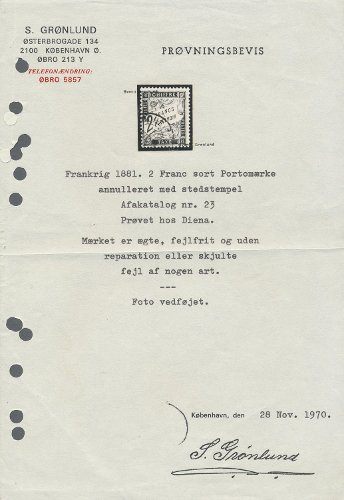 S. GRØNLUND
ØSTERBROGADE 134
2100 KØBENHAVN Ø.
ØBRO 213 Y
TELEFONÆNDRING:
ØBRO 5857
PRØVNINGSBEVIS
Grønlund
Frankrig 1881. 2 Franc sort Portomærke
annulleret med stedstempel
Afakatalog nr. 23
Prøvet hos Diena.
Mærket er ægte, fejlfrit og uden
reparation eller skjulte
fejl af nogen art.
---
Foto vedføjet.
København, den 28 Nov. 1970.
S. Grønlund